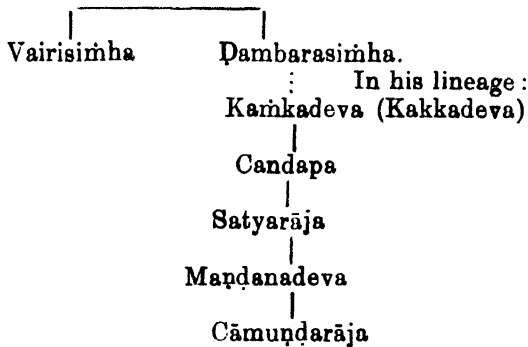 Vairisiṁha Ḍambarasiṁha.
In his lineage :
Kaṁkadeva (Kakkadeva)
Candapa
Satyarāja
Maṇḍanadeva
Cāmuṇḍarāja